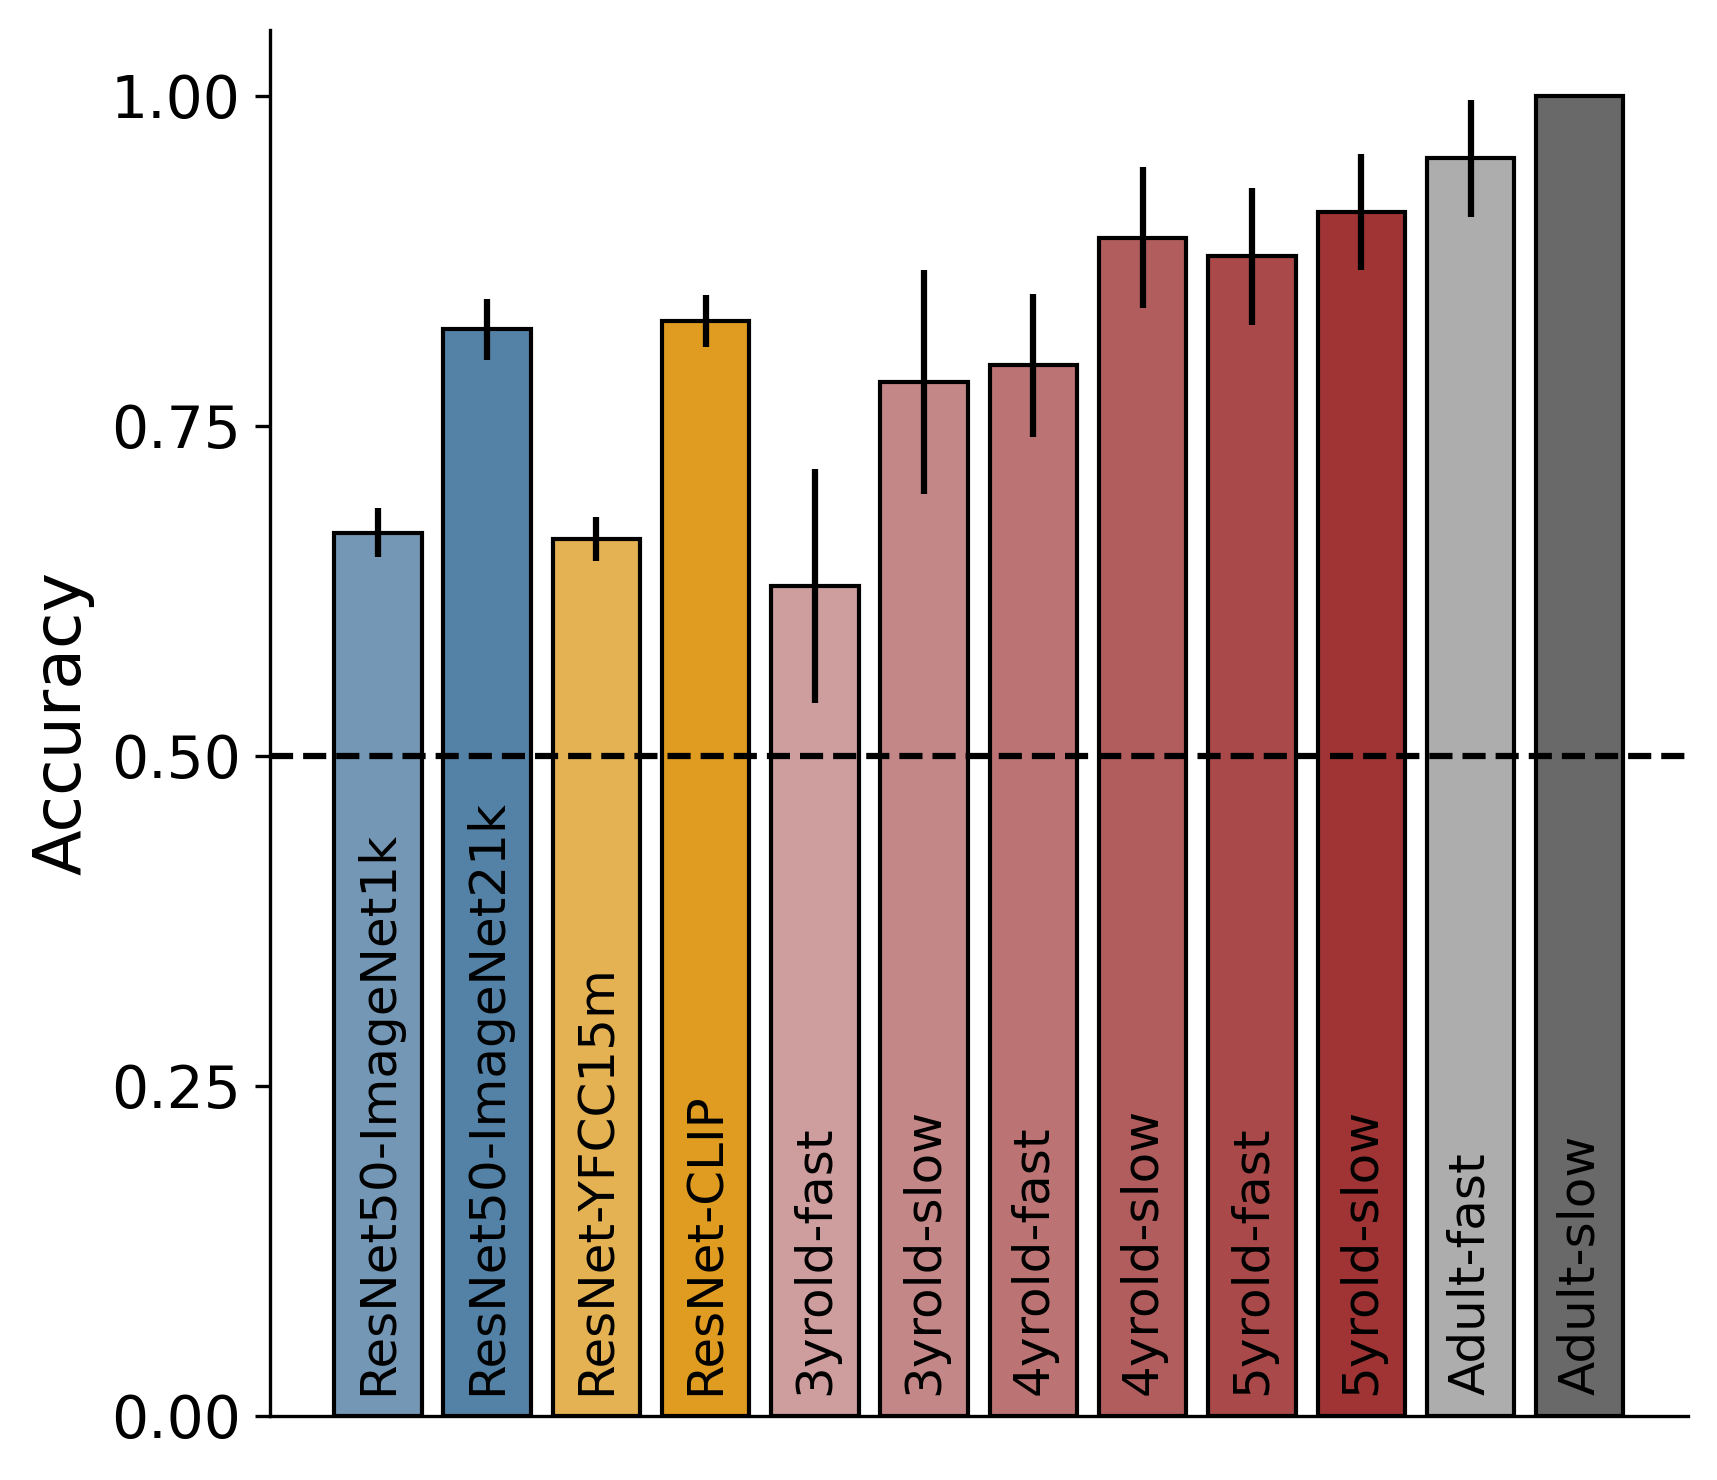 Accuracy
1.00
0.75
0.50
0.25
0.00
ResNet50-ImageNet1k
ResNet50-ImageNet21k
ResNet-YFCC15m
ResNet-CLIP
3yrold-fast
3yrold-slow
4yrold-fast
4yrold-slow
5yrold-fast
5yrold-slow
Adult-fast
Adult-slow